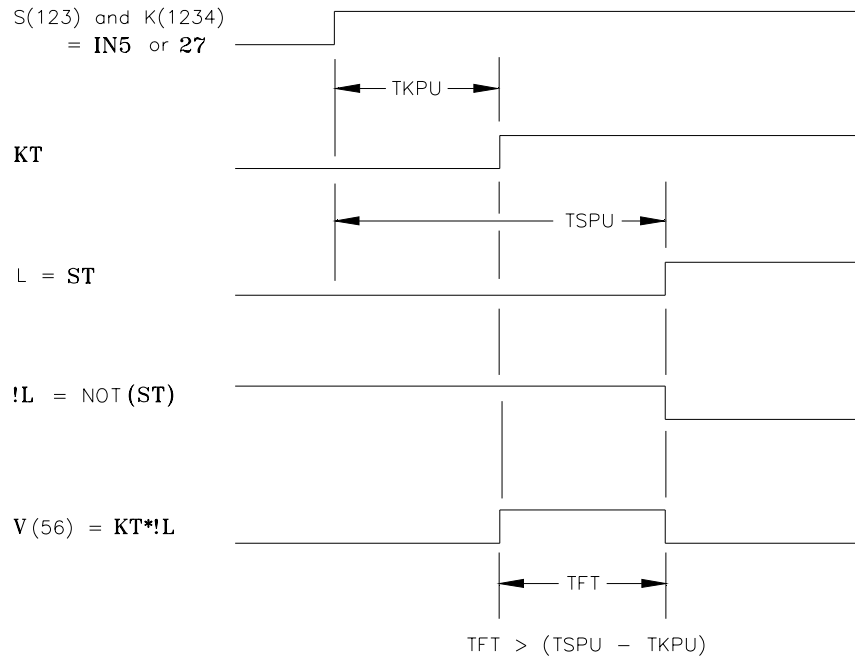 S(123) and K(1234)
= IN5 or 27
TKPU
KT
TSPU
L = ST
!L = NOT(ST)
V(56) = KT*!L
TFT
TFT > (TSPU - TKPU)